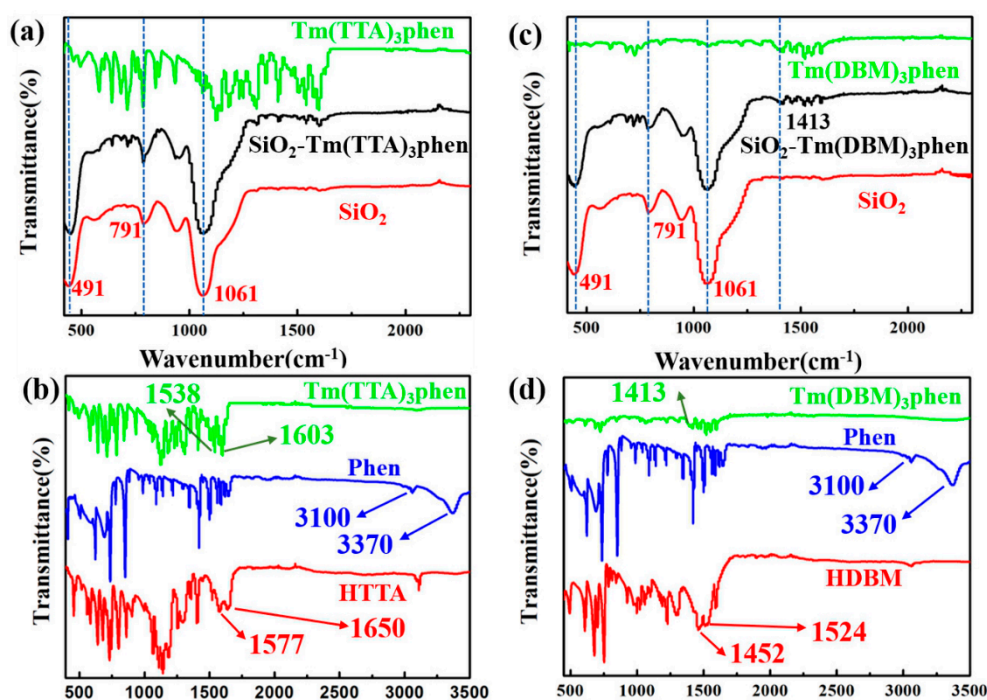 (a)
Tm(TTA)₃phen
SiO₂-Tm(TTA)₃phen
SiO₂
791
491
1061
Transmittance(%)
500 1000 1500 2000
Wavenumber(cm⁻¹)
(c)
Tm(DBM)₃phen
1413
SiO₂-Tm(DBM)₃phen
SiO₂
791
491
1061
Transmittance(%)
500 1000 1500 2000
Wavenumber(cm⁻¹)
(b)
1538
Tm(TTA)₃phen
1603
Phen
3100
3370
HTTA
1577
1650
Transmittance(%)
500 1000 1500 2000 2500 3000 3500
(d)
1413
Tm(DBM)₃phen
Phen
3100
3370
HDBM
1524
1452
Transmittance(%)
500 1000 1500 2000 2500 3000 3500